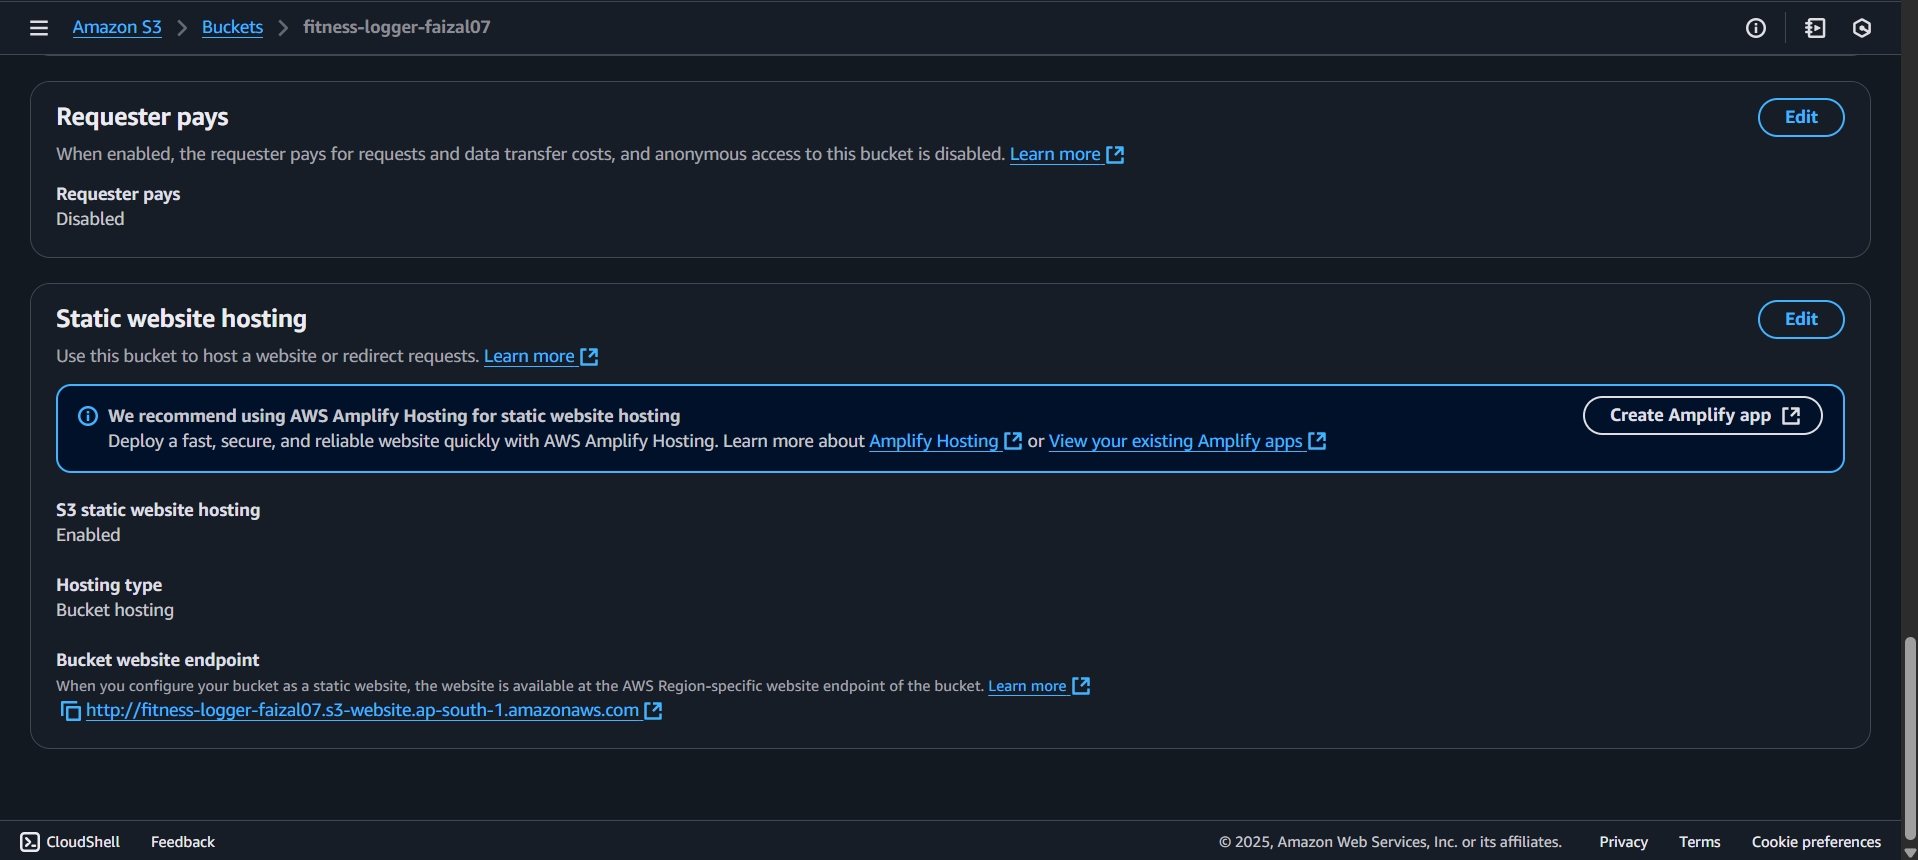 Amazon S3 > Buckets > fitness-logger-faizal07
Requester pays
Edit
When enabled, the requester pays for requests and data transfer costs, and anonymous access to this bucket is disabled. Learn more
Requester pays
Disabled
Static website hosting
Edit
Use this bucket to host a website or redirect requests. Learn more
We recommend using AWS Amplify Hosting for static website hosting
Create Amplify app
Deploy a fast, secure, and reliable website quickly with AWS Amplify Hosting. Learn more about Amplify Hosting or View your existing Amplify apps
S3 static website hosting
Enabled
Hosting type
Bucket hosting
Bucket website endpoint
When you configure your bucket as a static website, the website is available at the AWS Region-specific website endpoint of the bucket. Learn more
http://fitness-logger-faizal07.s3-website.ap-south-1.amazonaws.com
CloudShell Feedback © 2025, Amazon Web Services, Inc. or its affiliates. Privacy Terms Cookie preferences